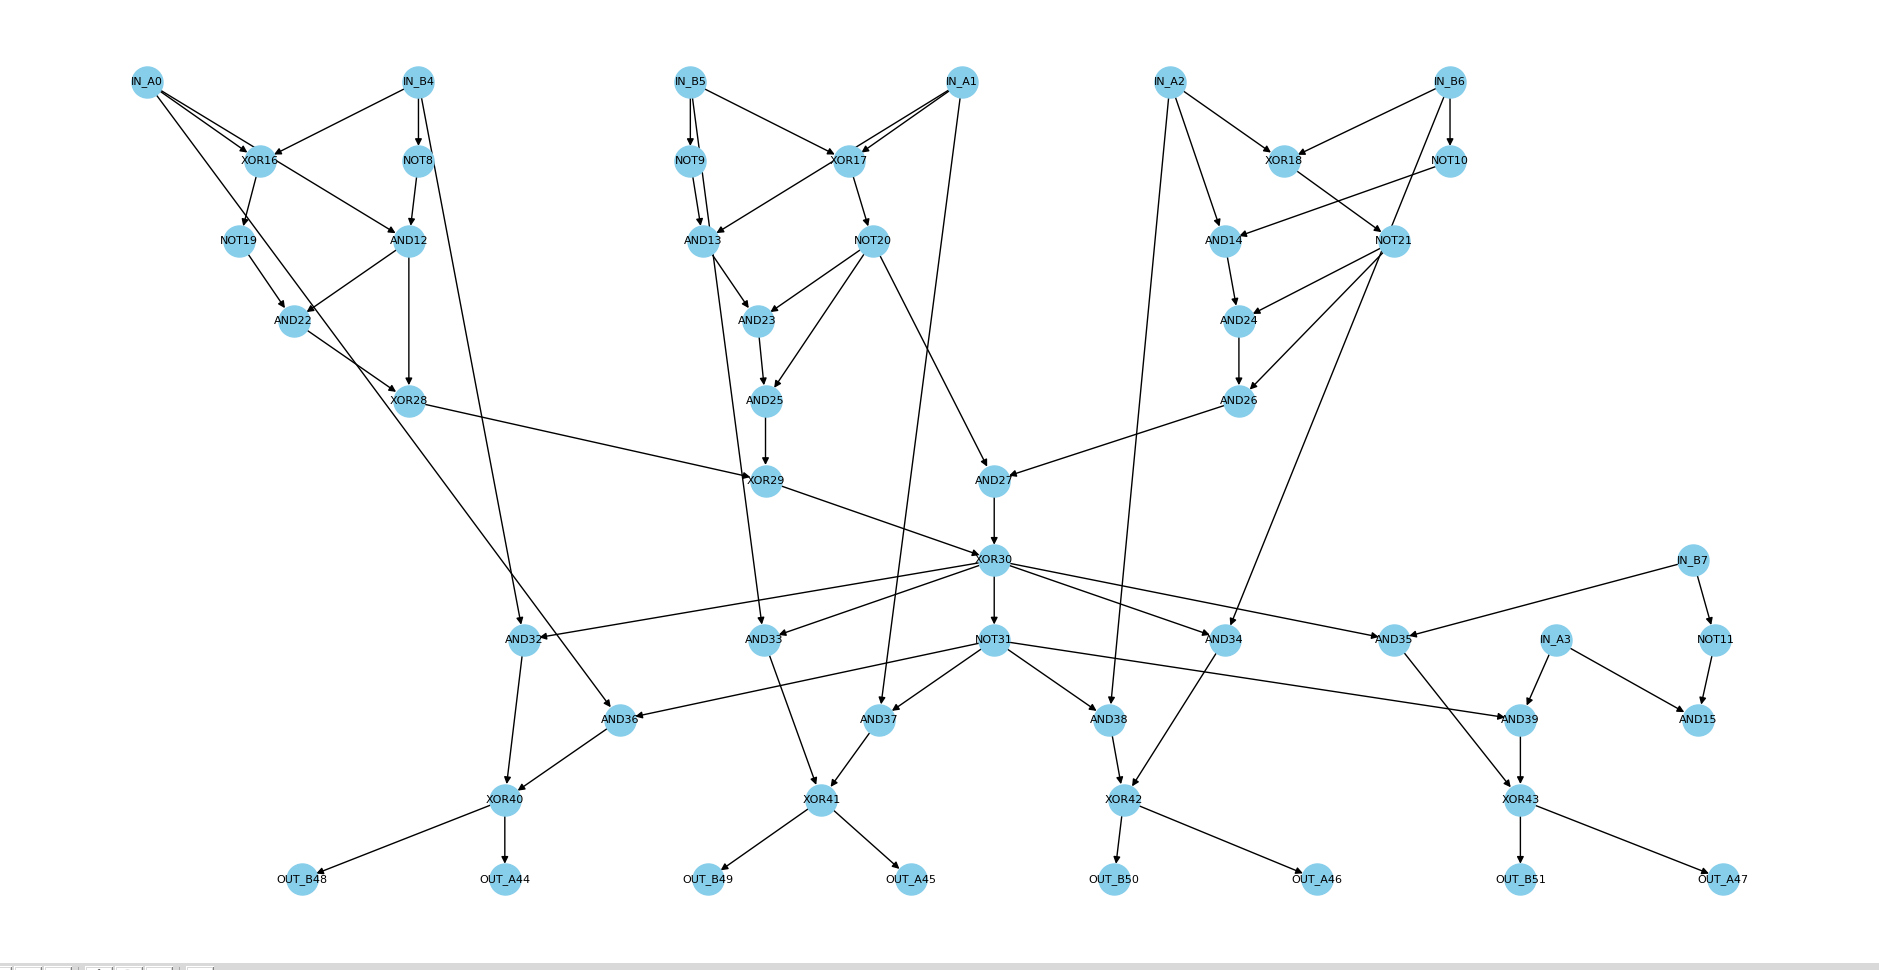 IN_A0 IN_B4 IN_B5 IN_A1 IN_A2 IN_B6
XOR16 NOT8 NOT9 XOR17 XOR18 NOT10
NOT19 AND12 AND13 NOT20 AND14 NOT21
AND22 AND23 AND24
XOR28 AND25 AND26
XOR29 AND27
XOR30 IN_B7
AND32 AND33 NOT31 AND34 AND35 IN_A3 NOT11
AND36 AND37 AND38 AND39 AND15
XOR40 XOR41 XOR42 XOR43
OUT_B48 OUT_A44 OUT_B49 OUT_A45 OUT_B50 OUT_A46 OUT_B51 OUT_A47